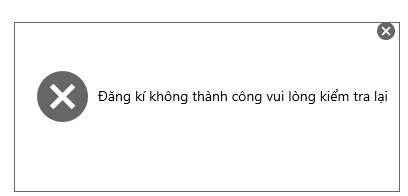 Đăng kí không thành công vui lòng kiểm tra lại